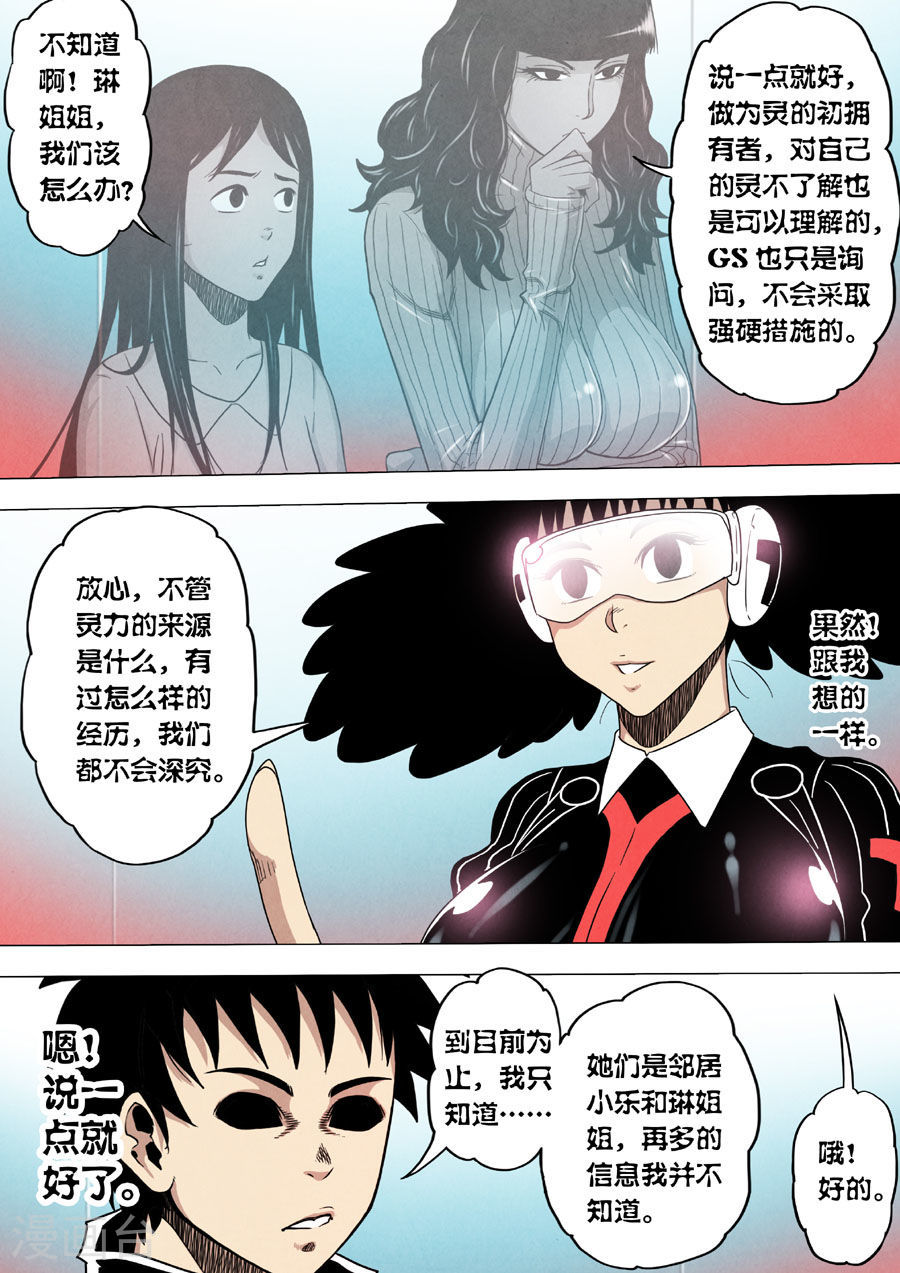 不知道
啊！琳
姐姐，
我们该
怎么办？
说一点就好，
做为灵的初拥
有者，对自己
的灵不了解也
是可以理解的，
GS也只是询
问，不会采取
强硬措施的。
放心，不管
灵力的来源
是什么，有
过怎么样的
经历，我们
都不会深究。
果然！
跟我
想的
一样。
嗯！
说一
点就
好了。
到目前为
止，我只
知道……
她们是邻居
小乐和琳姐
姐，再多的
信息我并不
知道。
哦！
好的。
漫画台